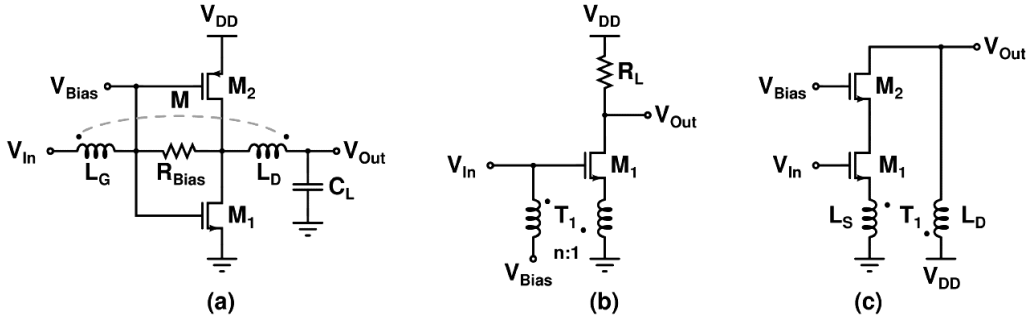 V_DD
V_Bias
M_2
M
V_In
L_G
R_Bias
L_D
V_Out
C_L
M_1
(a)
V_DD
R_L
V_Out
V_In
M_1
T_1
n:1
V_Bias
(b)
V_Out
V_Bias
M_2
V_In
M_1
L_S
T_1
L_D
V_DD
(c)